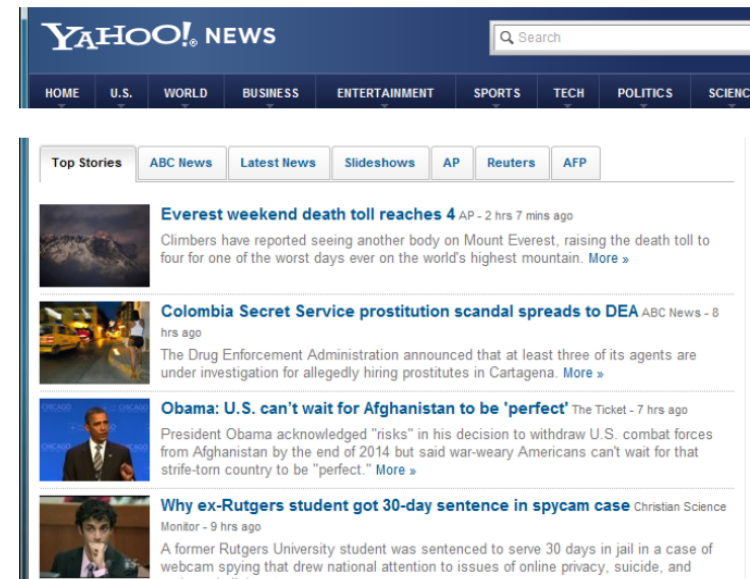 YAHOO!® NEWS
Search
HOME U.S. WORLD BUSINESS ENTERTAINMENT SPORTS TECH POLITICS SCIENC
Top Stories ABC News Latest News Slideshows AP Reuters AFP
Everest weekend death toll reaches 4 AP - 2 hrs 7 mins ago
Climbers have reported seeing another body on Mount Everest, raising the death toll to
four for one of the worst days ever on the world's highest mountain. More »
Colombia Secret Service prostitution scandal spreads to DEA ABC News - 8
hrs ago
The Drug Enforcement Administration announced that at least three of its agents are
under investigation for allegedly hiring prostitutes in Cartagena. More »
CHICAGO CHICAGO
Obama: U.S. can't wait for Afghanistan to be 'perfect' The Ticket - 7 hrs ago
President Obama acknowledged "risks" in his decision to withdraw U.S. combat forces
from Afghanistan by the end of 2014 but said war-weary Americans can't wait for that
strife-torn country to be "perfect." More »
Why ex-Rutgers student got 30-day sentence in spycam case Christian Science
Monitor - 9 hrs ago
A former Rutgers University student was sentenced to serve 30 days in jail in a case of
webcam spying that drew national attention to issues of online privacy, suicide, and